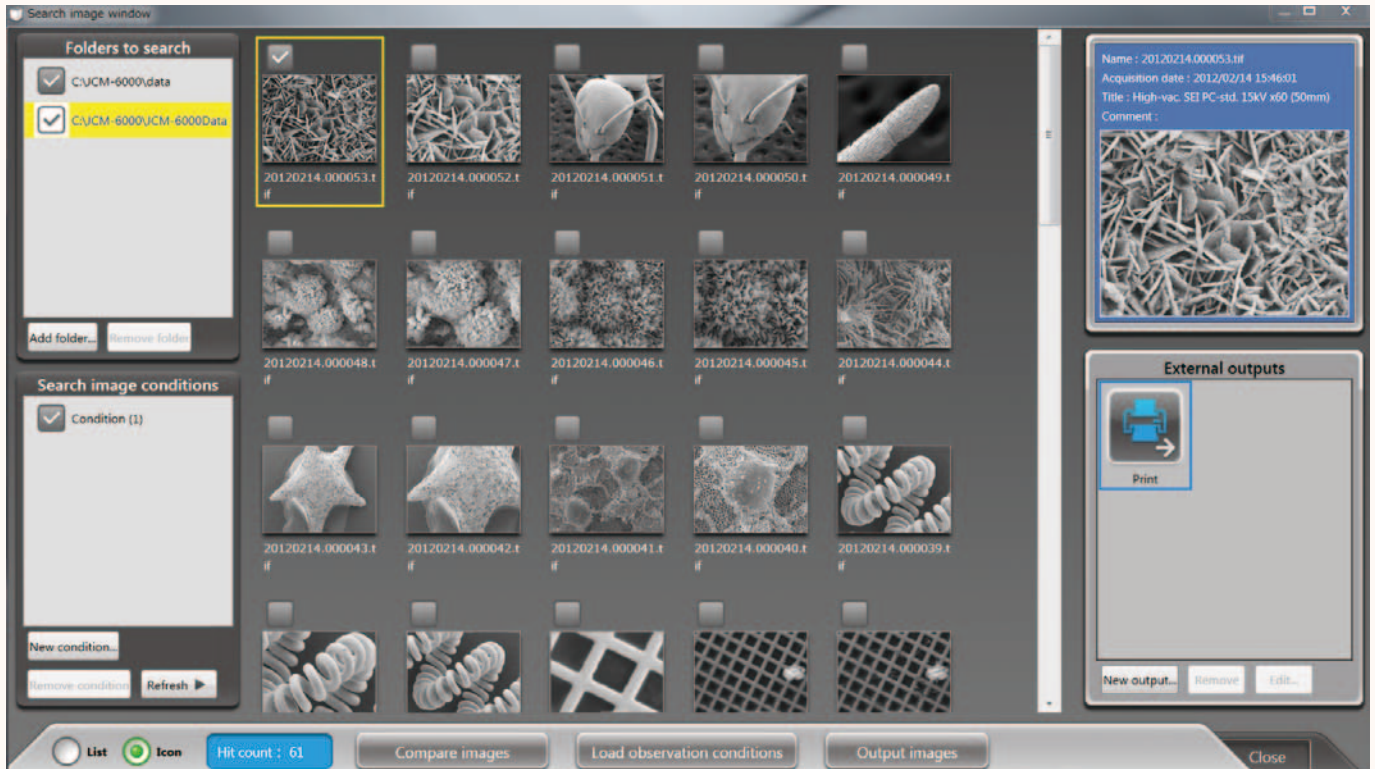 Search image window
Folders to search
C:\JCM-6000\data
C:\JCM-6000\JCM-6000Data
Add folder...
Remove folder
Search image conditions
Condition (1)
New condition...
Remove condition
Refresh
20120214.000053.t
if
20120214.000052.t
if
20120214.000051.t
if
20120214.000050.t
if
20120214.000049.t
if
20120214.000048.t
if
20120214.000047.t
if
20120214.000046.t
if
20120214.000045.t
if
20120214.000044.t
if
20120214.000043.t
if
20120214.000042.t
if
20120214.000041.t
if
20120214.000040.t
if
20120214.000039.t
if
Name : 20120214.000053.tif
Acquisition date : 2012/02/14 15:46:01
Title : High-vac. SEI PC-std. 15kV x60 (50mm)
Comment :
External outputs
Print
New output...
Remove
Edit...
List
Icon
Hit count : 61
Compare images
Load observation conditions
Output images
Close